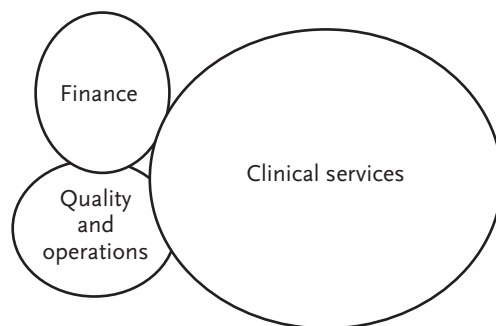 Finance
Clinical services
Quality
and
operations